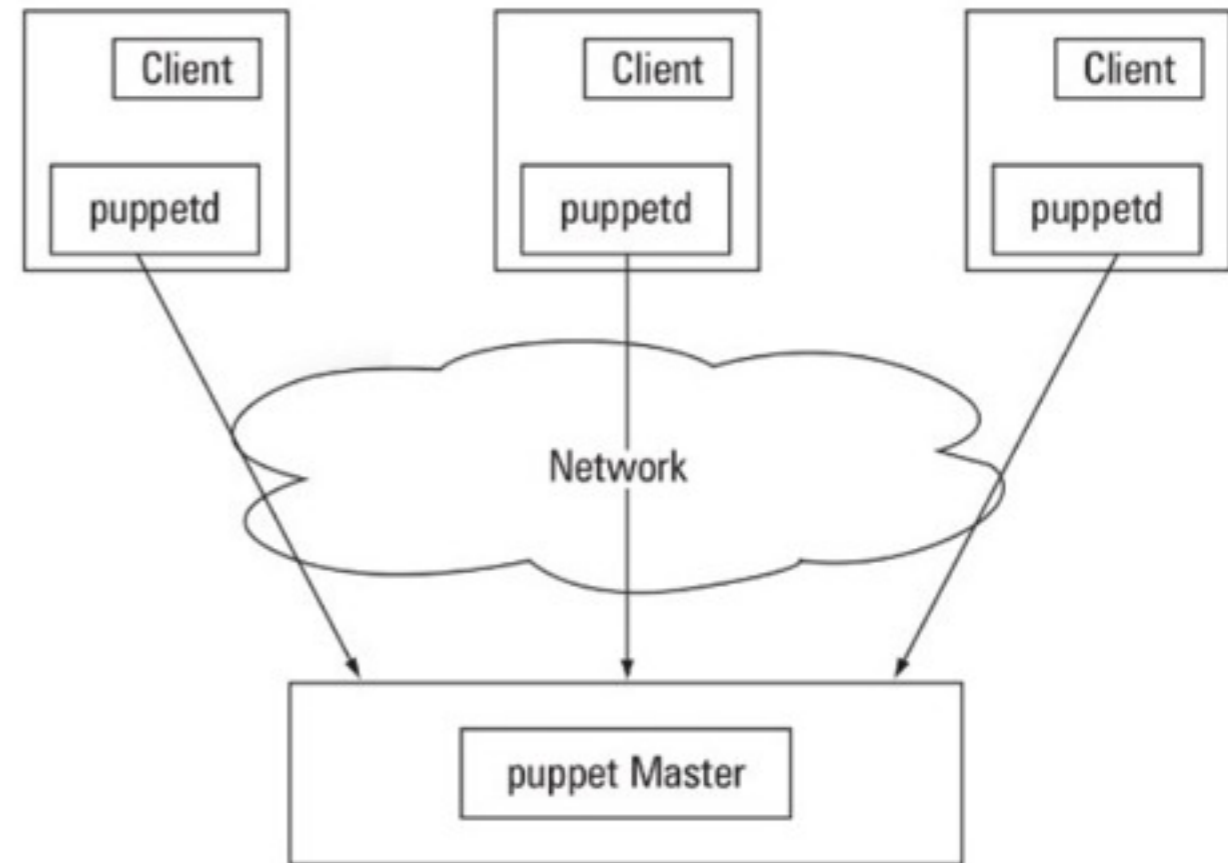 Client
Client
Client
puppetd
puppetd
puppetd
Network
puppet Master